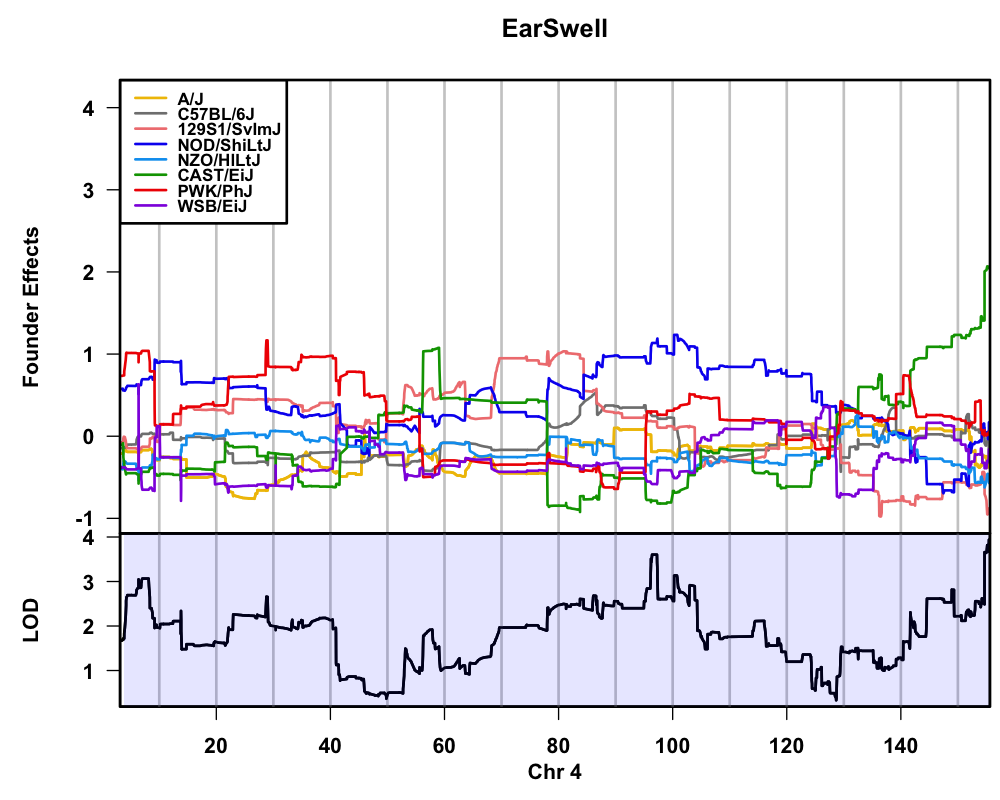 EarSwell
4
3
2
1
0
-1
Founder Effects
A/J
C57BL/6J
129S1/SvImJ
NOD/ShiLtJ
NZO/HlLtJ
CAST/EiJ
PWK/PhJ
WSB/EiJ
4
3
2
1
LOD
20 40 60 80 100 120 140
Chr 4